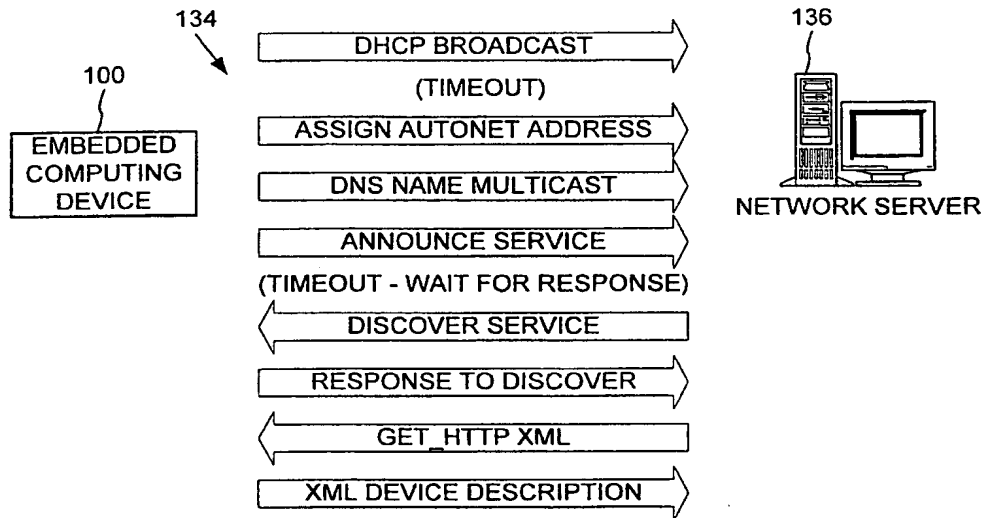 134
136
DHCP BROADCAST
(TIMEOUT)
100
ASSIGN AUTONET ADDRESS
EMBEDDED
COMPUTING
DEVICE
DNS NAME MULTICAST
NETWORK SERVER
ANNOUNCE SERVICE
(TIMEOUT - WAIT FOR RESPONSE)
DISCOVER SERVICE
RESPONSE TO DISCOVER
GET_HTTP XML
XML DEVICE DESCRIPTION